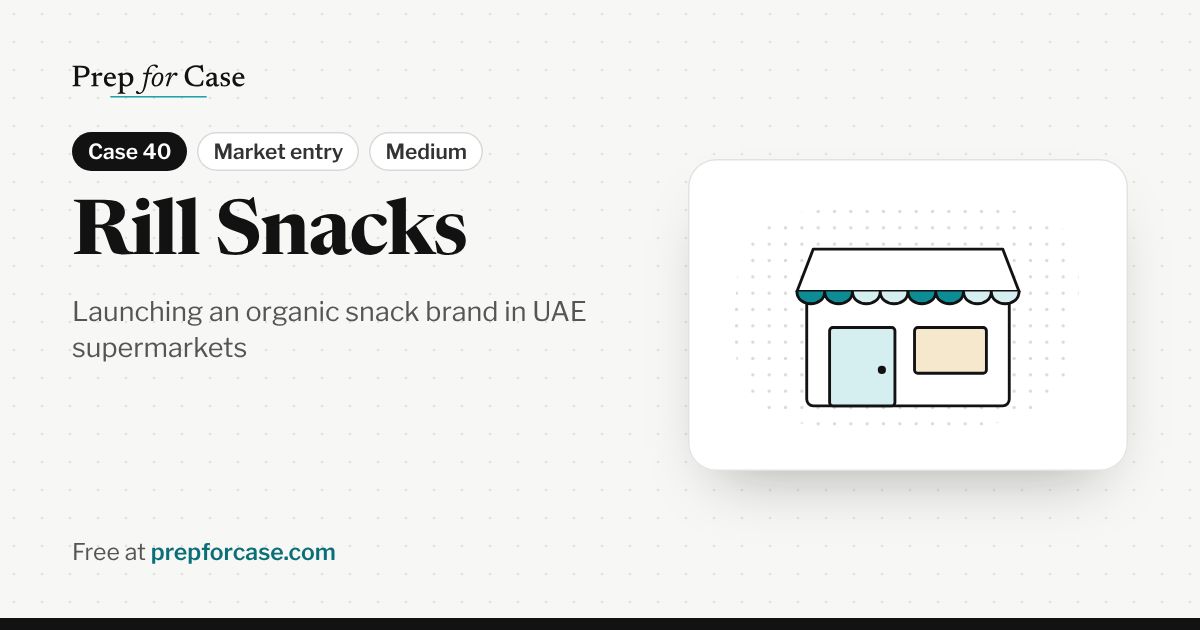 Prep for Case
Case 40
Market entry
Medium
Rill Snacks
Launching an organic snack brand in UAE
supermarkets
Free at prepforcase.com